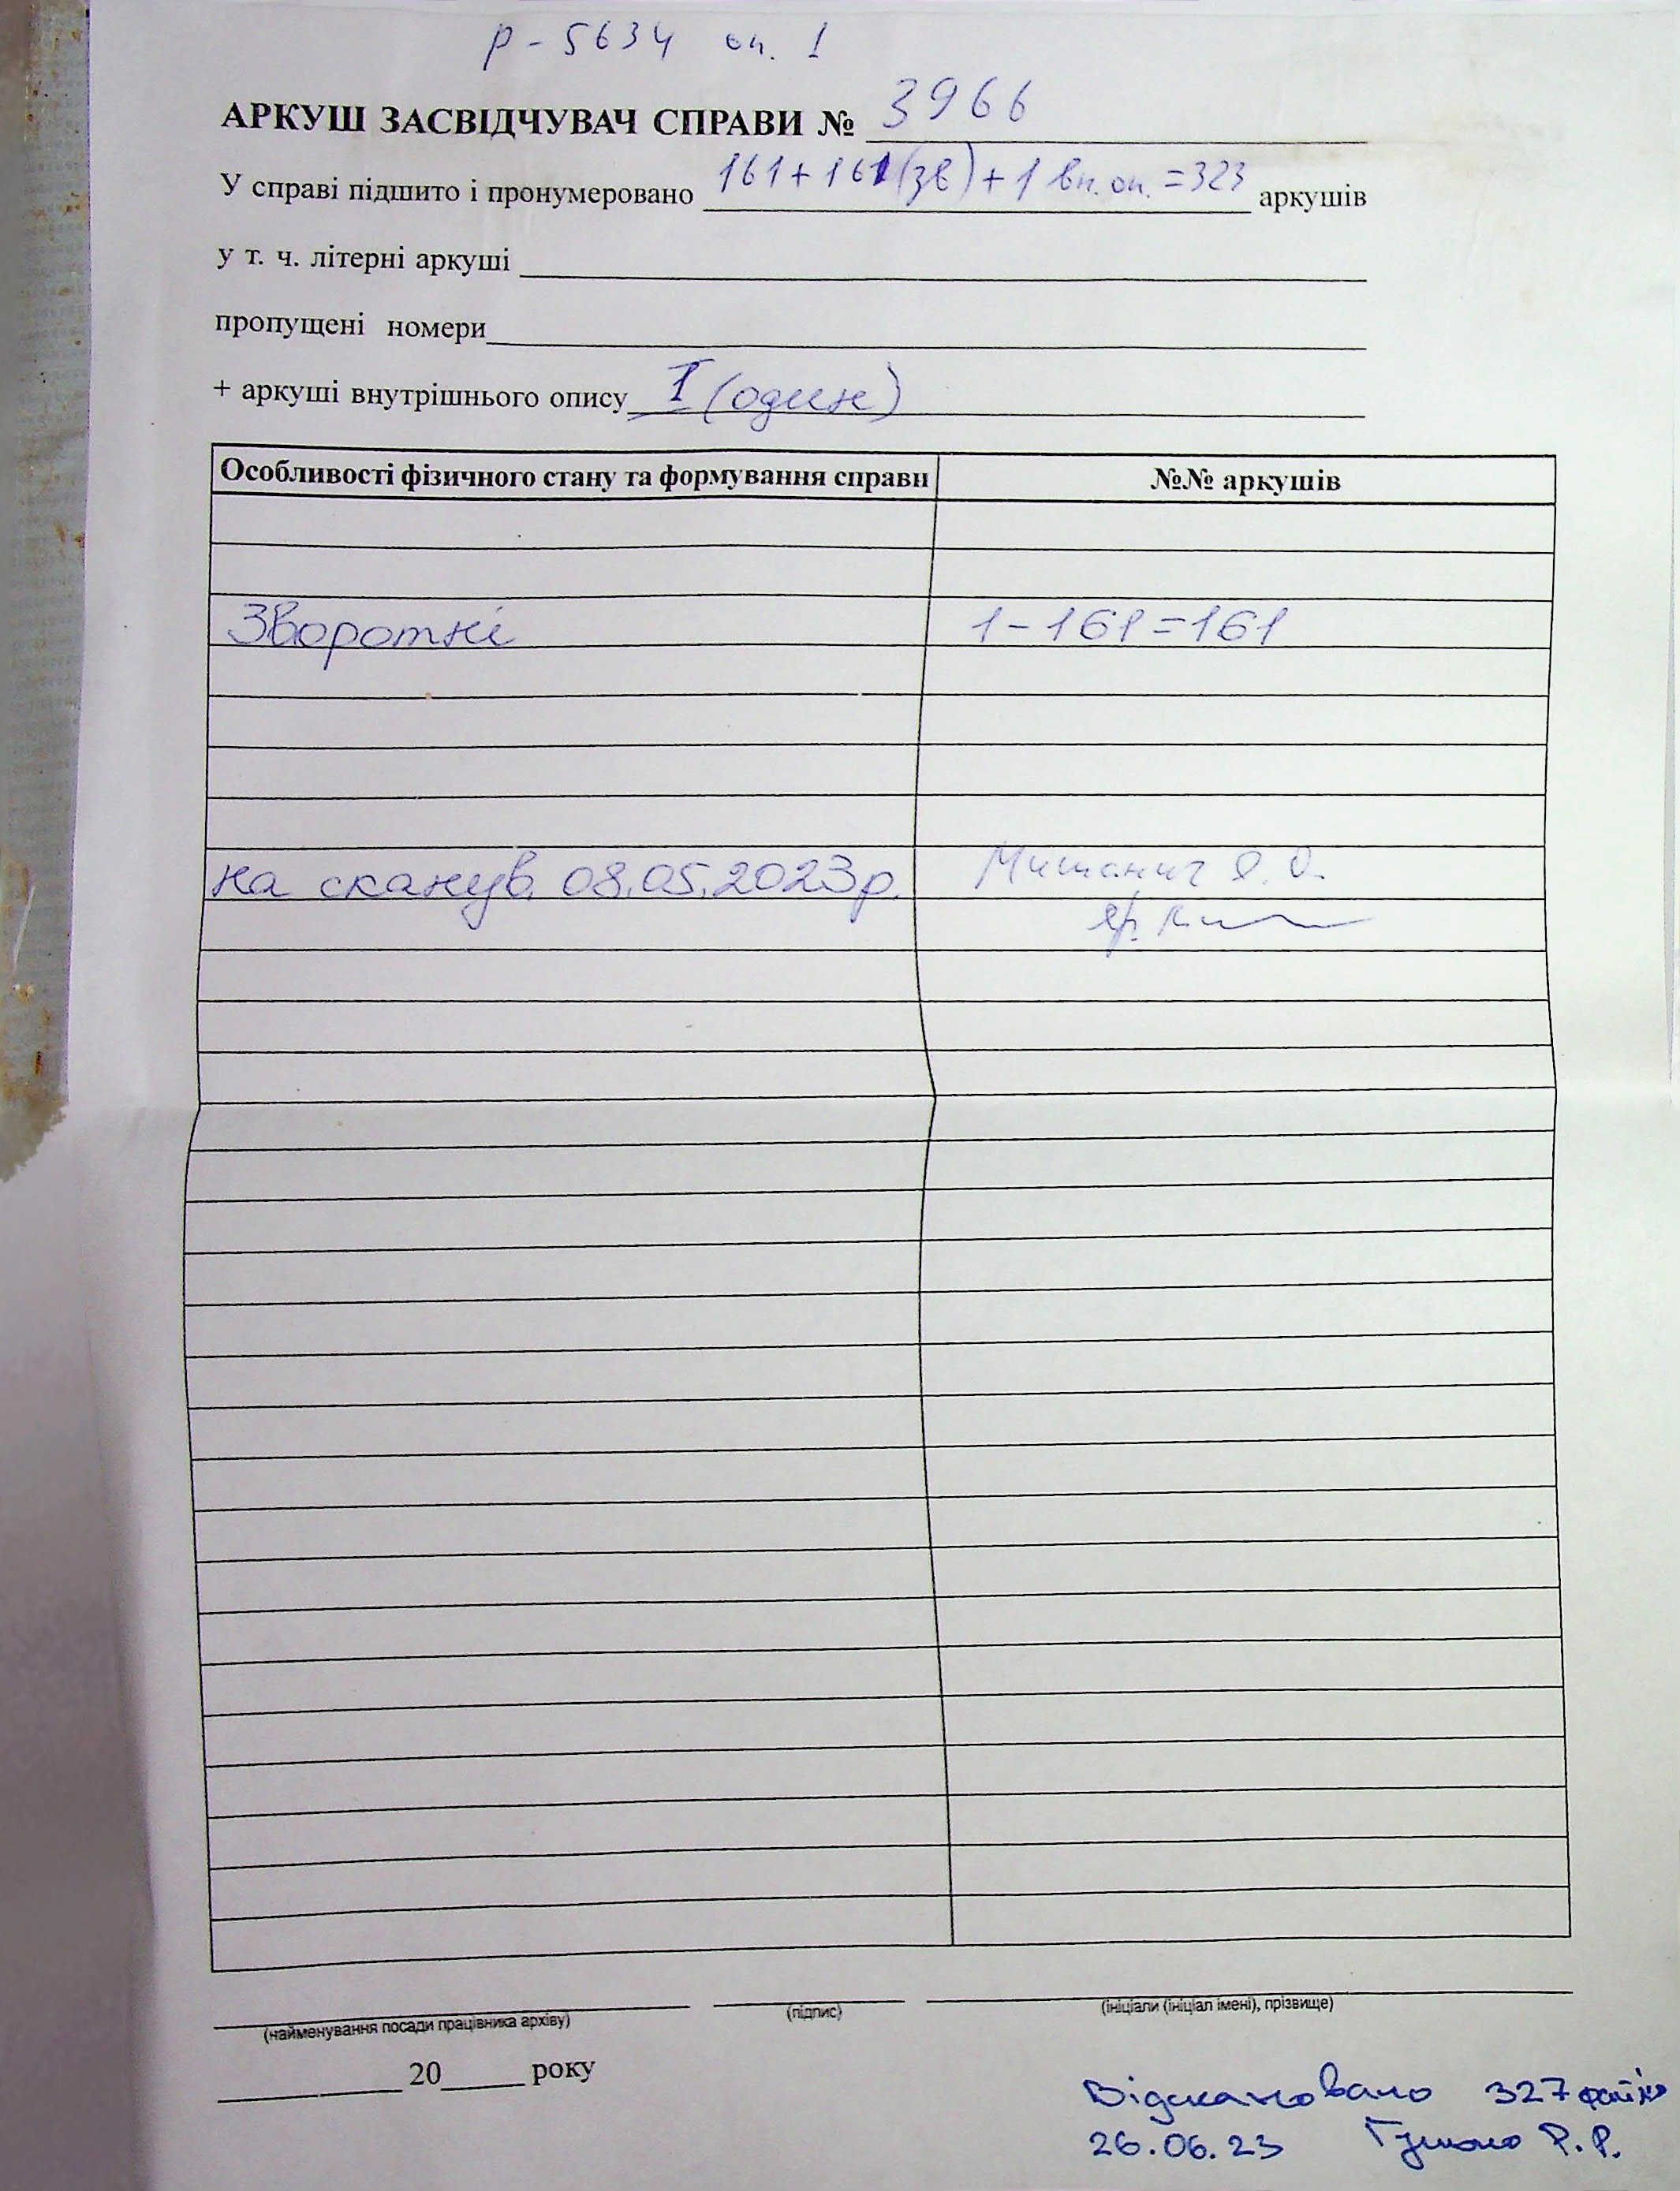 Р - 5634 оп. 1
АРКУШ ЗАСВІДЧУВАЧ СПРАВИ № 3966
У справі підшито і пронумеровано 161 + 161 (зв) + 1 вн. оп. = 323 аркушів
у т. ч. літерні аркуші
пропущені номери
+ аркуші внутрішнього опису 1 (один)
Особливості фізичного стану та формування справи №№ аркушів
Зворотні 1 - 161 = 161
на сканув. 08.05.2023р. О.
(найменування посади працівника архіву) (підпис) (ініціали (ініціал імені), прізвище)
20 року
Відскановано 327 файлів
26.06.23 Р. Р.